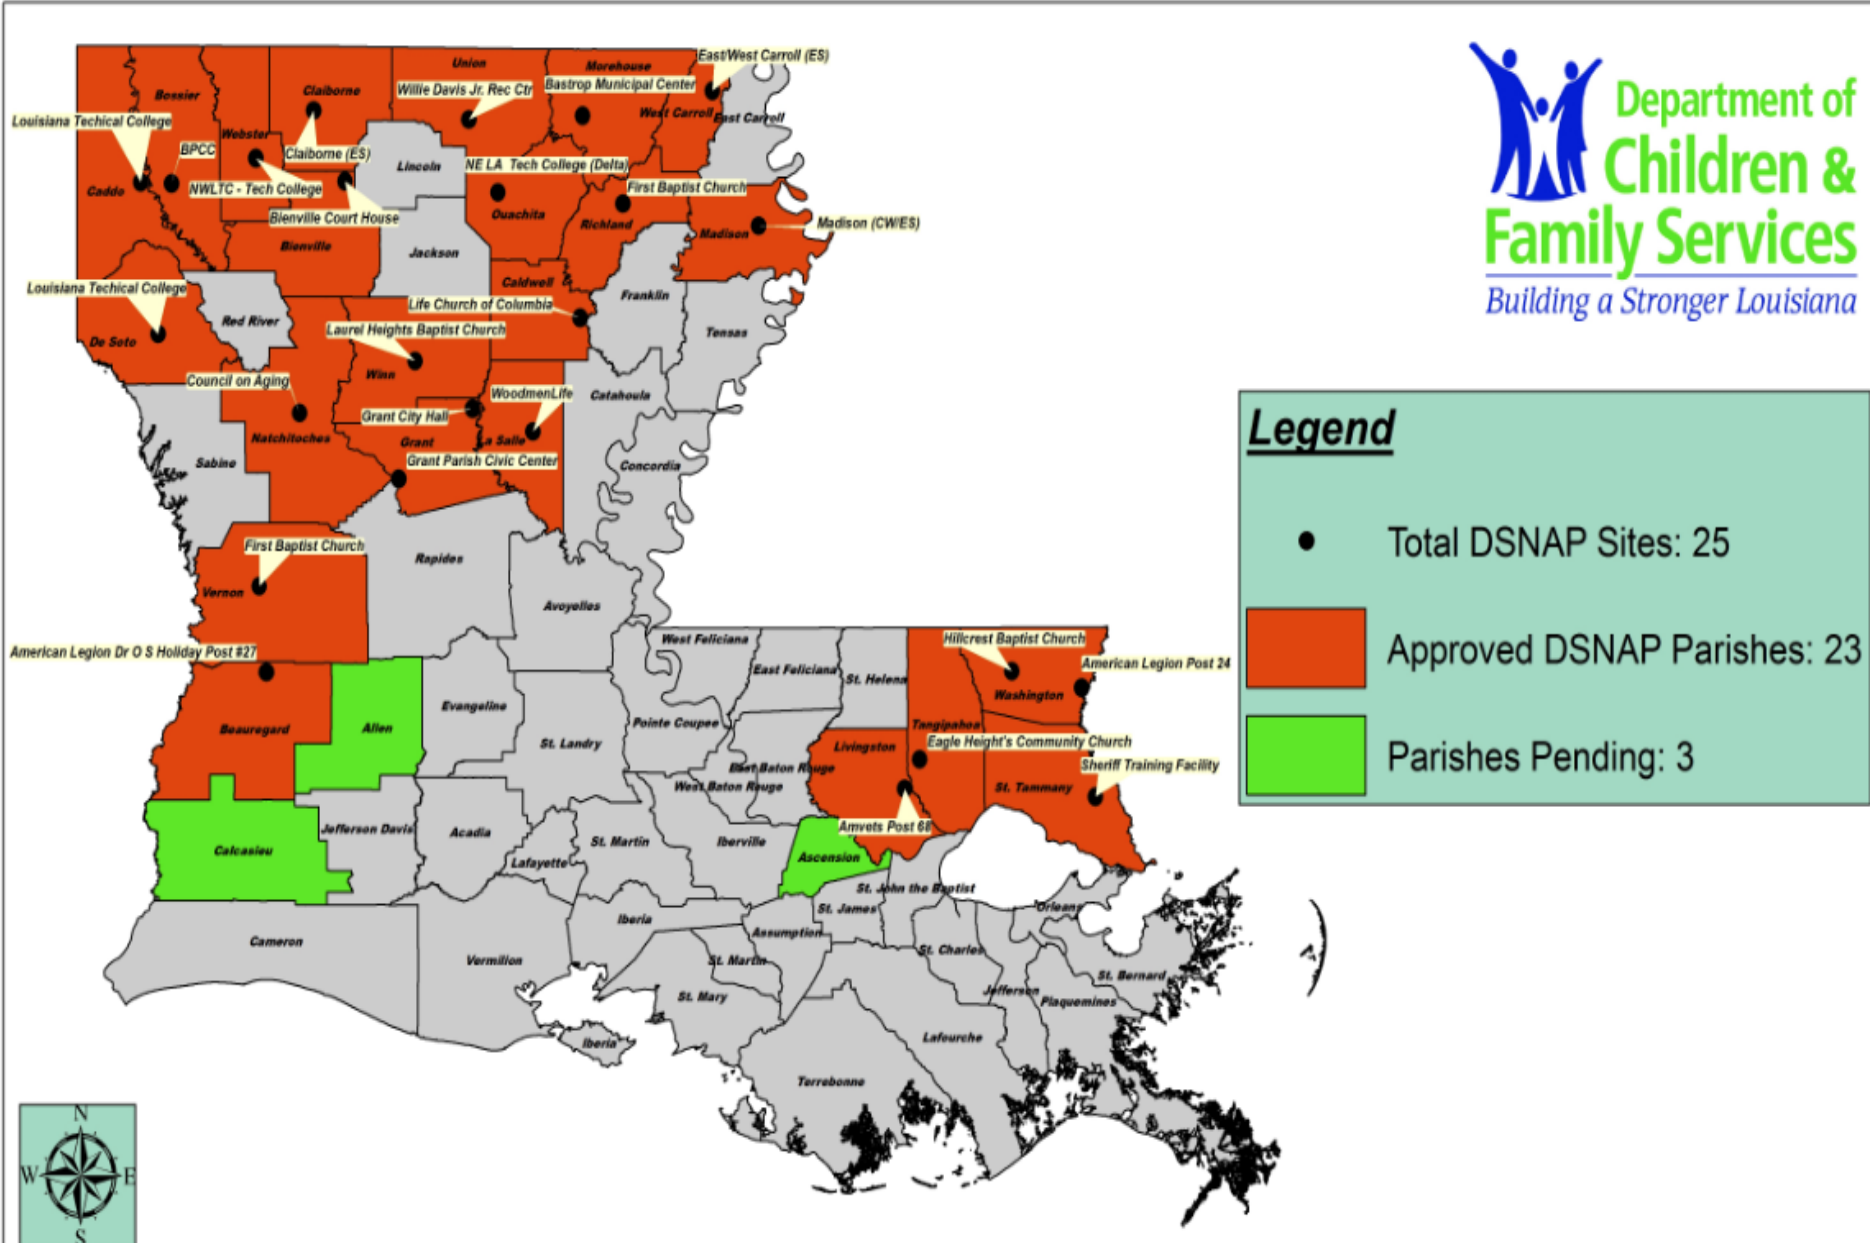 East/West Carroll (ES)
Union
Morehouse
Bastrop Municipal Center
Willie Davis Jr. Rec Ctr
Claiborne
Bossier
West Carroll
East Carroll
Louisiana Techical College
Webster
BPCC
Claiborne (ES)
Lincoln
NE LA Tech College (Delta)
Caddo
NWLTC - Tech College
First Baptist Church
Bienville Court House
Ouachita
Richland
Madison
Madison (CW/ES)
Bienville
Jackson
Caldwell
Louisiana Techical College
Franklin
Life Church of Columbia
Red River
Laurel Heights Baptist Church
Tensas
De Soto
Winn
Council on Aging
WoodmenLife
Catahoula
Grant City Hall
Natchitoches
Grant
La Salle
Sabine
Grant Parish Civic Center
Concordia
First Baptist Church
Rapides
Vernon
Avoyelles
American Legion Dr O S Holiday Post #27
West Feliciana
Hillcrest Baptist Church
East Feliciana
St. Helena
American Legion Post 24
Washington
Evangeline
Pointe Coupee
Tangipahoa
Beauregard
Allen
St. Landry
Livingston
Eagle Height's Community Church
East Baton Rouge
Sheriff Training Facility
West Baton Rouge
St. Tammany
Jefferson Davis
Acadia
Amvets Post 68
Calcasieu
Lafayette
St. Martin
Iberville
Ascension
St. John the Baptist
St. James
Orleans
Iberia
Assumption
Cameron
St. Charles
Vermilion
St. Martin
St. Bernard
St. Mary
Jefferson
Plaquemines
Iberia
Lafourche
Terrebonne
Department of
Children &
Family Services
Building a Stronger Louisiana
Legend
Total DSNAP Sites: 25
Approved DSNAP Parishes: 23
Parishes Pending: 3
N
W E
S